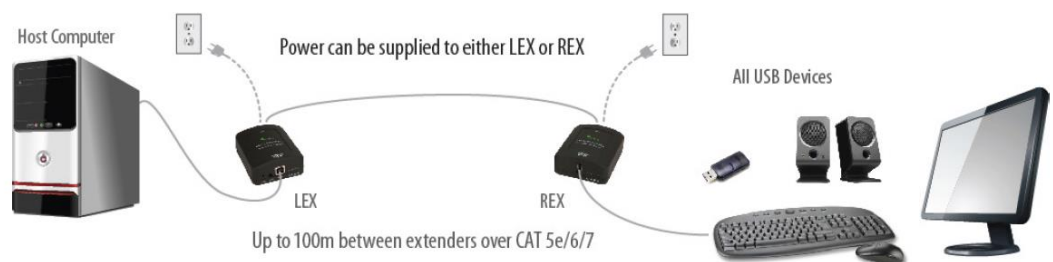 Host Computer
Power can be supplied to either LEX or REX
All USB Devices
LEX
REX
Up to 100m between extenders over CAT 5e/6/7